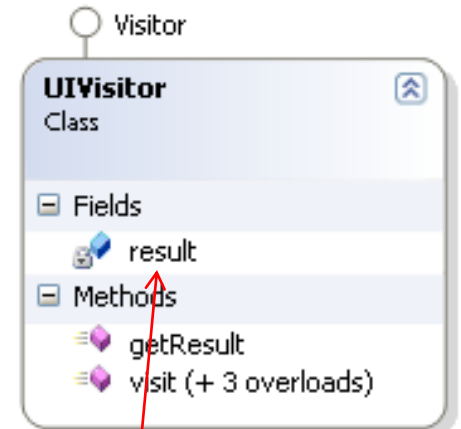 Visitor
UIVisitor
Class
Fields
result
Methods
getResult
visit (+ 3 overloads)